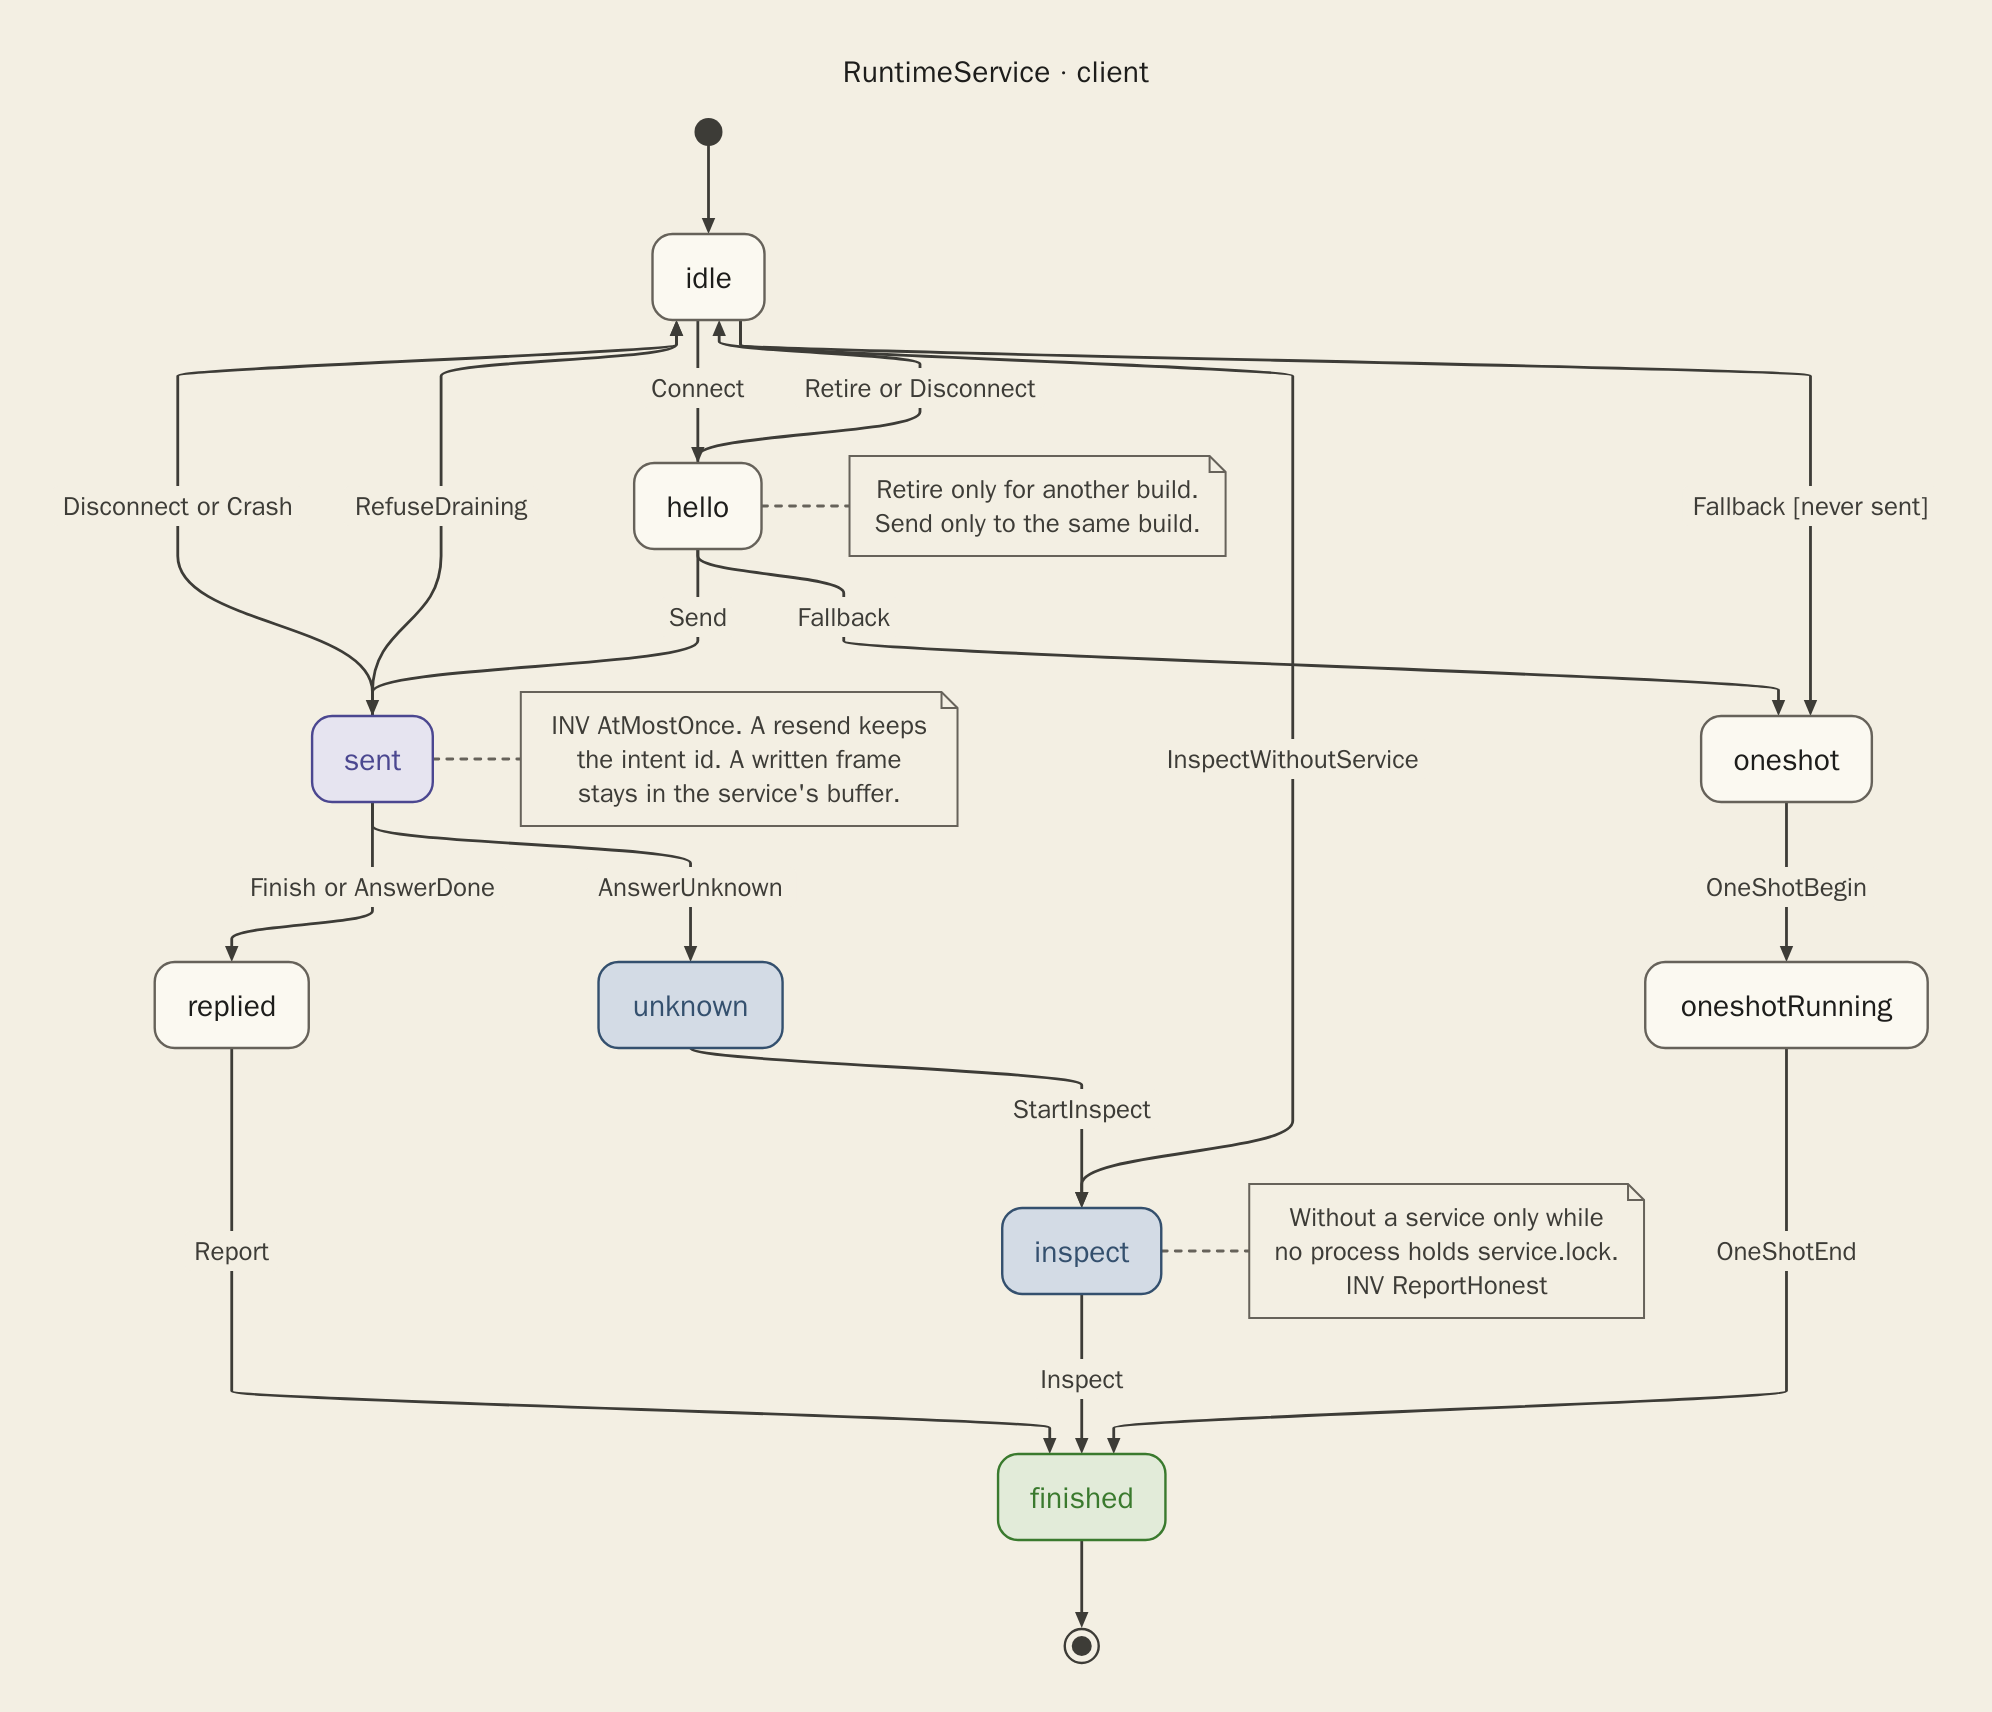 RuntimeService · client
idle
Connect
Retire or Disconnect
Disconnect or Crash
RefuseDraining
hello
Retire only for another build.
Send only to the same build.
Fallback [never sent]
Send
Fallback
sent
INV AtMostOnce. A resend keeps
the intent id. A written frame
stays in the service's buffer.
InspectWithoutService
oneshot
Finish or AnswerDone
AnswerUnknown
OneShotBegin
replied
unknown
oneshotRunning
StartInspect
Report
inspect
Without a service only while
no process holds service.lock.
INV ReportHonest
OneShotEnd
Inspect
finished